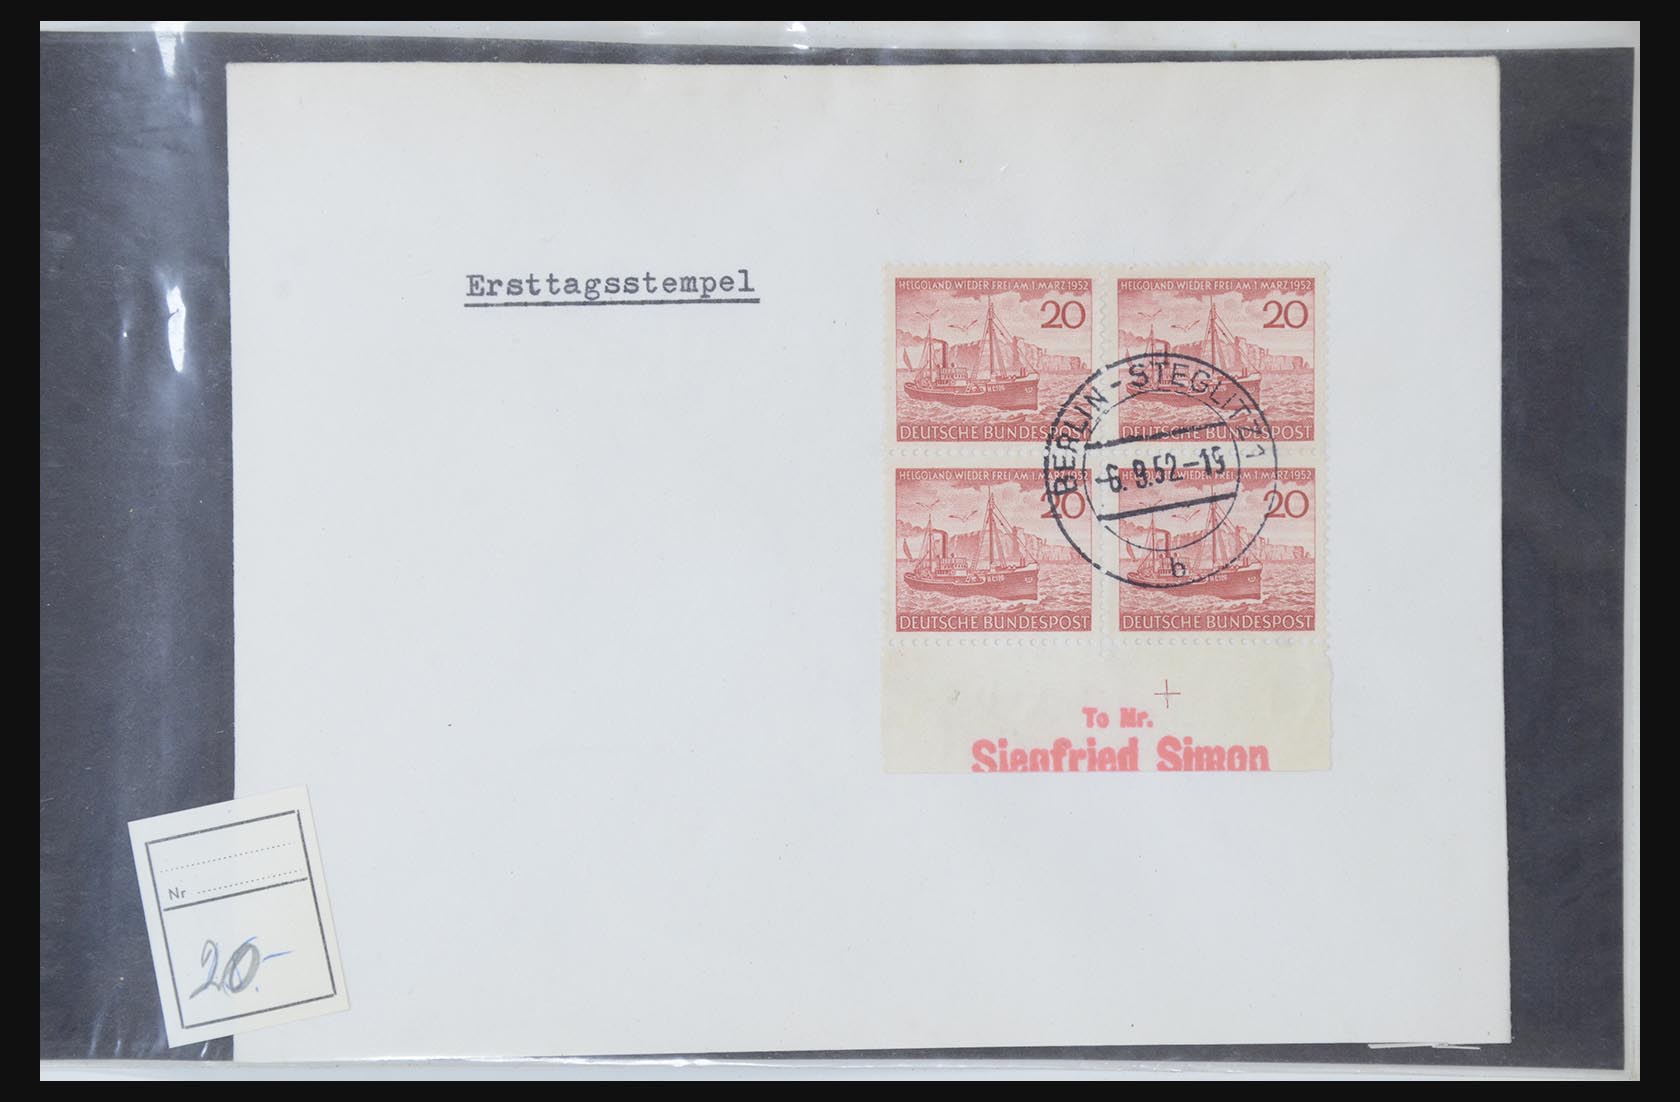 Ersttagsstempel
HELGOLAND WIEDER FREI AM 1. MÄRZ 1952
20
DEUTSCHE BUNDESPOST
HELGOLAND WIEDER FREI AM 1. MÄRZ 1952
20
DEUTSCHE BUNDESPOST
HELGOLAND WIEDER FREI AM 1. MÄRZ 1952
20
DEUTSCHE BUNDESPOST
HELGOLAND WIEDER FREI AM 1. MÄRZ 1952
20
DEUTSCHE BUNDESPOST
BERLIN-STEGLITZ 1
-6.9.52-15
b
To Mr.
Siegfried Simon
Nr
20.-